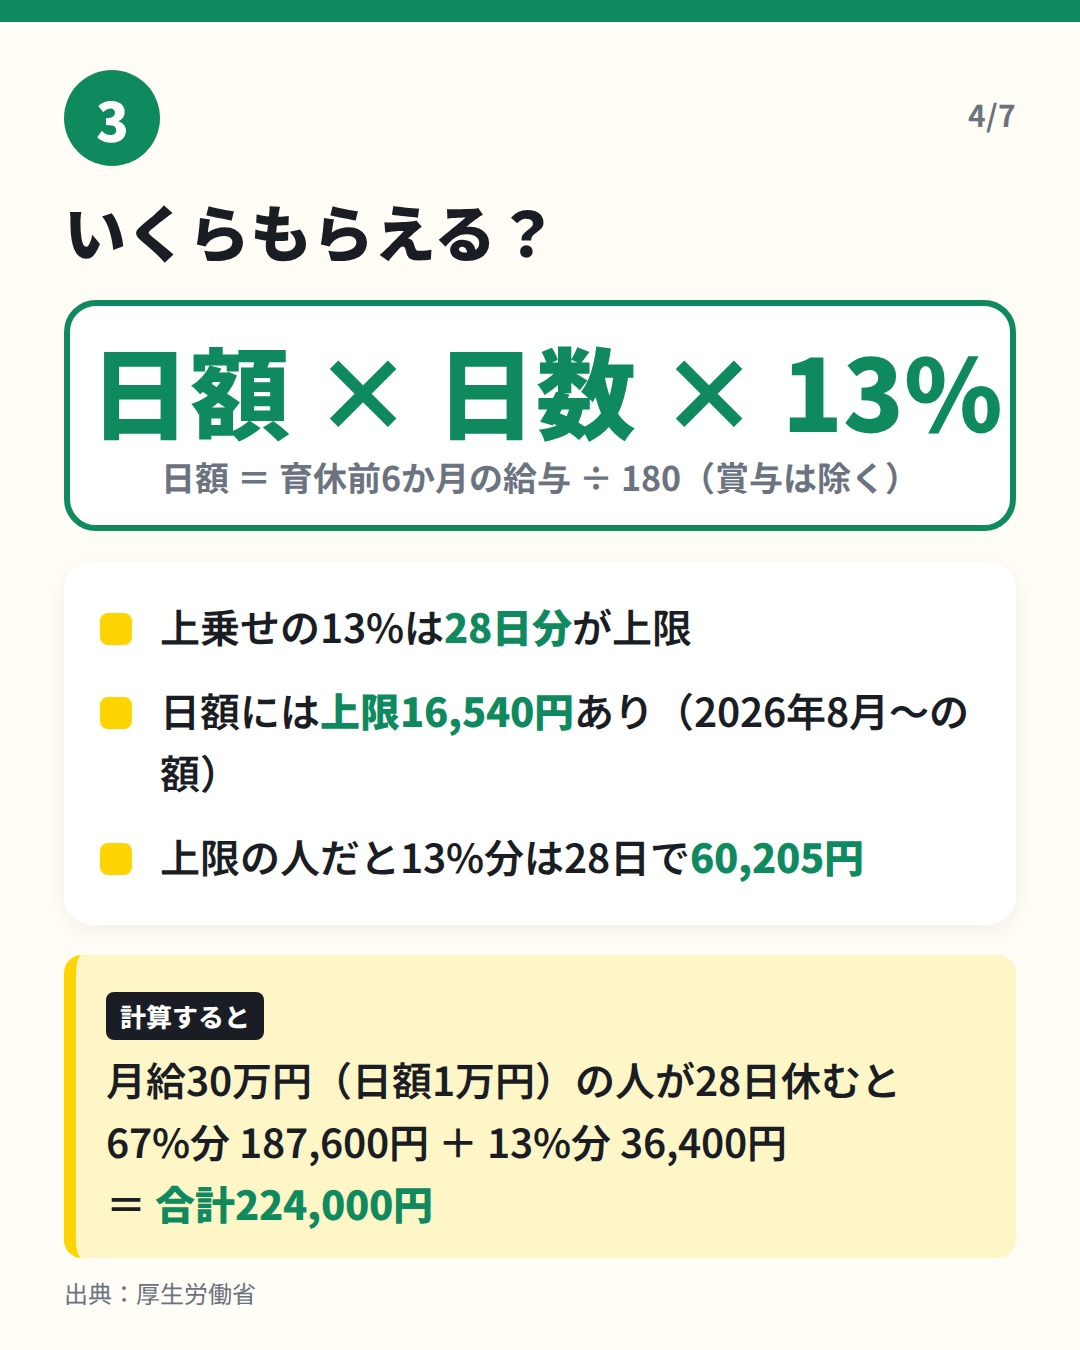 3
4/7
いくらもらえる？
日額 × 日数 × 13%
日額 ＝ 育休前6か月の給与 ÷ 180（賞与は除く）
上乗せの13%は28日分が上限
日額には上限16,540円あり（2026年8月〜の
額）
上限の人だと13%分は28日で60,205円
計算すると
月給30万円（日額1万円）の人が28日休むと
67%分 187,600円 ＋ 13%分 36,400円
＝ 合計224,000円
出典：厚生労働省